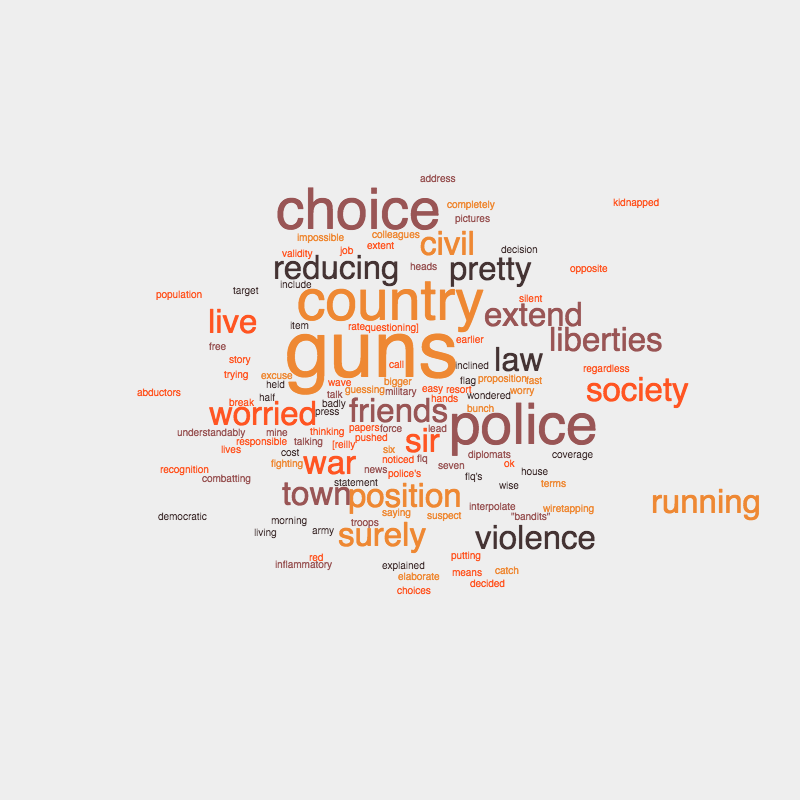 address
choice
completely
kidnapped
pictures
impossible
colleagues
civil
job
extent
validity
decision
reducing
heads
pretty
opposite
target
include
population
country
silent
live
item
rate
questioning]
extend
free
guns
earlier
liberties
story
call
inclined
law
regardless
trying
excuse
held
wave
bigger
flag
proposition
fast
society
abductors
half
talk
guessing
military
easy
resort
wondered
worry
break
badly
hands
worried
press
friends
bunch
police
understandably
mine
thinking
papers
force
lead
responsible
talking
[reilly
pushed
sir
lives
cost
six
diplomats
coverage
fighting
war
noticed
flq
seven
ok
recognition
news
police's
house
combatting
statement
flq's
wise
terms
town
position
running
democratic
saying
suspect
interpolate
wiretapping
"bandits"
morning
troops
living
army
surely
violence
red
inflammatory
explained
putting
elaborate
means
catch
choices
decided